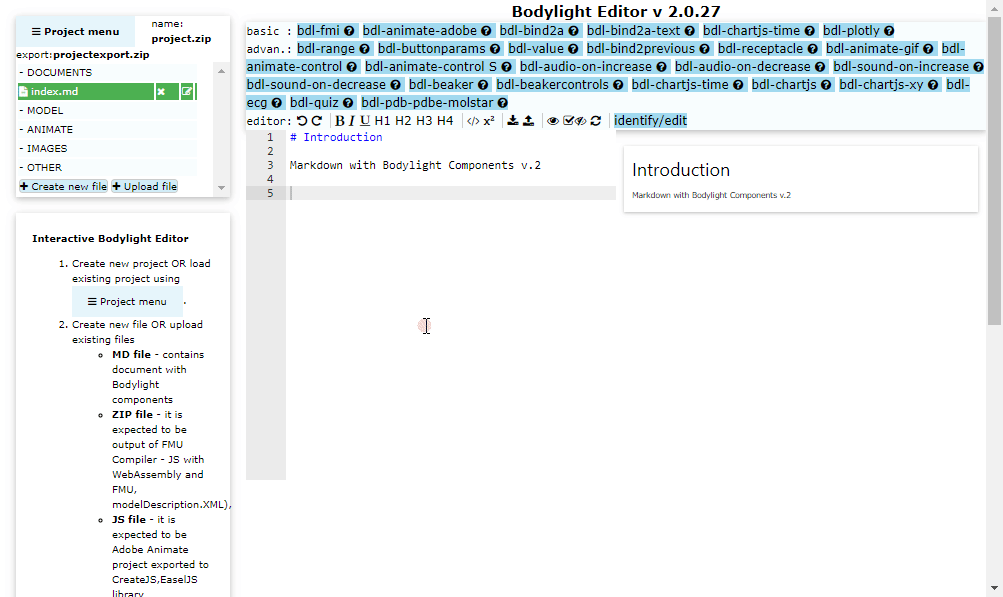 Bodylight Editor v 2.0.27
☰ Project menu
name:
project.zip
export:projectexport.zip
- DOCUMENTS
index.md
- MODEL
- ANIMATE
- IMAGES
- OTHER
+ Create new file + Upload file
Interactive Bodylight Editor
1. Create new project OR load
existing project using
☰ Project menu .
2. Create new file OR upload
existing files
MD file - contains
document with
Bodylight
components
ZIP file - it is
expected to be
output of FMU
Compiler - JS with
WebAssembly and
FMU,
modelDescription.XML),
JS file - it is
expected to be
Adobe Animate
project exported to
CreateJS,EaselJS
library
basic : bdl-fmi bdl-animate-adobe bdl-bind2a bdl-bind2a-text bdl-chartjs-time bdl-plotly
advan.: bdl-range bdl-buttonparams bdl-value bdl-bind2previous bdl-receptacle bdl-animate-gif bdl-
animate-control bdl-animate-control S bdl-audio-on-increase bdl-audio-on-decrease bdl-sound-on-increase
bdl-sound-on-decrease bdl-beaker bdl-beakercontrols bdl-chartjs-time bdl-chartjs bdl-chartjs-xy bdl-
ecg bdl-quiz bdl-pdb-pdbe-molstar
editor: B I U H1 H2 H3 H4 </> x² identify/edit
1 # Introduction
2
3 Markdown with Bodylight Components v.2
4
5
Introduction
Markdown with Bodylight Components v.2